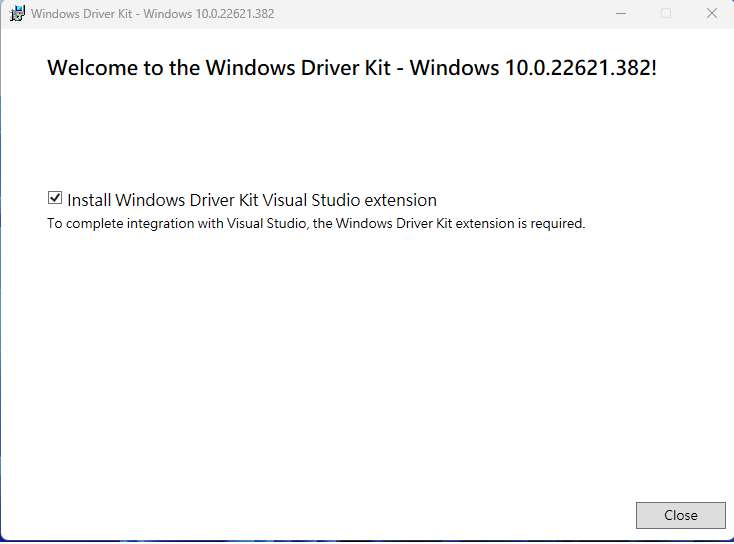 Windows Driver Kit - Windows 10.0.22621.382
Welcome to the Windows Driver Kit - Windows 10.0.22621.382!
Install Windows Driver Kit Visual Studio extension
To complete integration with Visual Studio, the Windows Driver Kit extension is required.
Close